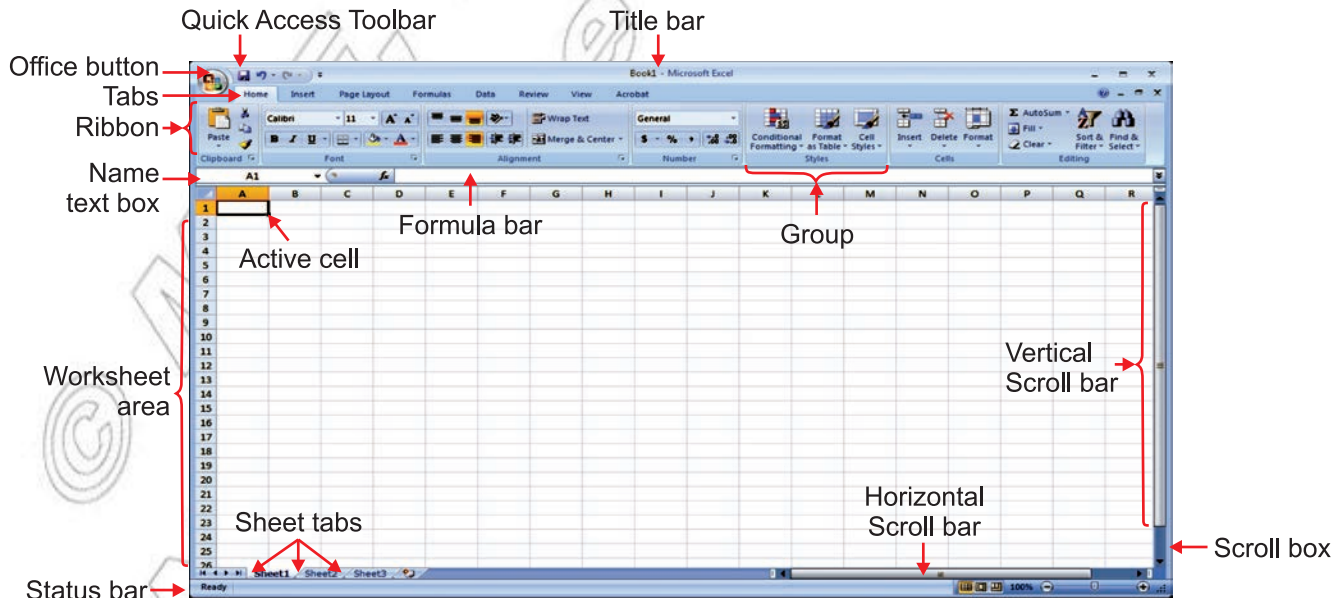 Quick Access Toolbar
Title bar
Office button
Book1 - Microsoft Excel
Tabs
Home Insert Page Layout Formulas Data Review View Acrobat
Ribbon
Paste
Calibri 11 A A
Wrap Text
General
Conditional Formatting
Format as Table
Cell Styles
Insert Delete Format
Σ AutoSum
Fill
Clear
Sort & Filter
Find & Select
B I U
Merge & Center
$ % ,
Clipboard Font Alignment Number Styles Cells Editing
Name
text box
A1
fx
A B C D E F G H I J K L M N O P Q R
1
2
3
4
5
6
7
8
9
10
11
12
13
14
15
16
17
18
19
20
21
22
23
24
25
26
Formula bar
Group
Active cell
Vertical
Scroll bar
Worksheet
area
Horizontal
Scroll bar
Sheet tabs
Scroll box
Sheet1 Sheet2 Sheet3
Status bar
Ready
100%